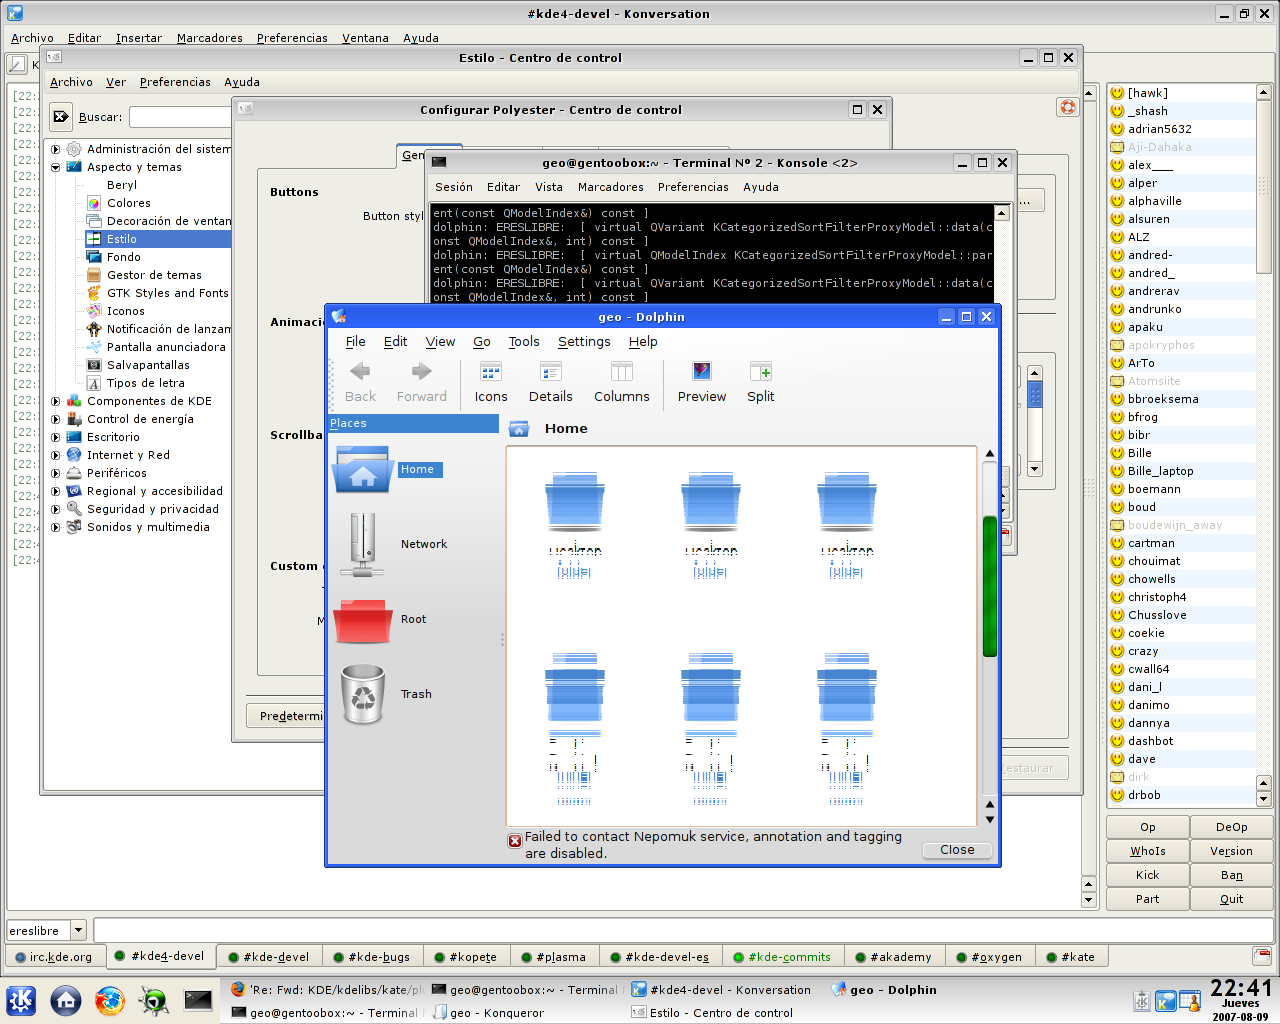 #kde4-devel - Konversation
Archivo Editar Insertar Marcadores Preferencias Ventana Ayuda
Estilo - Centro de control
Archivo Ver Preferencias Ayuda
Buscar:
Administración del sistem
Aspecto y temas
Beryl
Colores
Decoración de ventan
Estilo
Fondo
Gestor de temas
GTK Styles and Fonts
Iconos
Notificación de lanzam
Pantalla anunciadora
Salvapantallas
Tipos de letra
Componentes de KDE
Control de energía
Escritorio
Internet y Red
Periféricos
Regional y accesibilidad
Seguridad y privacidad
Sonidos y multimedia
Configurar Polyester - Centro de control
Gen
Buttons
Button styl
Animaci
Scrollba
Custom
Predetermi
estaurar
geo@gentoobox:~ - Terminal Nº 2 - Konsole <2>
Sesión Editar Vista Marcadores Preferencias Ayuda
ent(const QModelIndex&) const ]
dolphin: ERESLIBRE:  [ virtual QVariant KCategorizedSortFilterProxyModel::data(c
onst QModelIndex&, int) const ]
dolphin: ERESLIBRE:  [ virtual QModelIndex KCategorizedSortFilterProxyModel::par
ent(const QModelIndex&) const ]
dolphin: ERESLIBRE:  [ virtual QVariant KCategorizedSortFilterProxyModel::data(c
onst QModelIndex&, int) const ]
geo - Dolphin
File Edit View Go Tools Settings Help
Back Forward Icons Details Columns Preview Split
Places
Home
Network
Root
Trash
Home
Failed to contact Nepomuk service, annotation and tagging
are disabled.
Close
[hawk]
_shash
adrian5632
Aji-Dahaka
alex___
alper
alphaville
alsuren
ALZ
andred-
andred_
andrerav
andrunko
apaku
apokryphos
ArTo
Atomsiite
bbroeksema
bfrog
bibr
Bille
Bille_laptop
boemann
boud
boudewijn_away
cartman
chouimat
chowells
christoph4
Chusslove
coekie
crazy
cwall64
dani_l
danimo
dannya
dashbot
dave
dirk
drbob
Op DeOp
WhoIs Version
Kick Ban
Part Quit
ereslibre
irc.kde.org #kde4-devel #kde-devel #kde-bugs #kopete #plasma #kde-devel-es #kde-commits #akademy #oxygen #kate
'Re: Fwd: KDE/kdelibs/kate/pl geo@gentoobox:~ - Terminal #kde4-devel - Konversation geo - Dolphin
geo@gentoobox:~ - Terminal geo - Konqueror Estilo - Centro de control
22:41
Jueves
2007-08-09